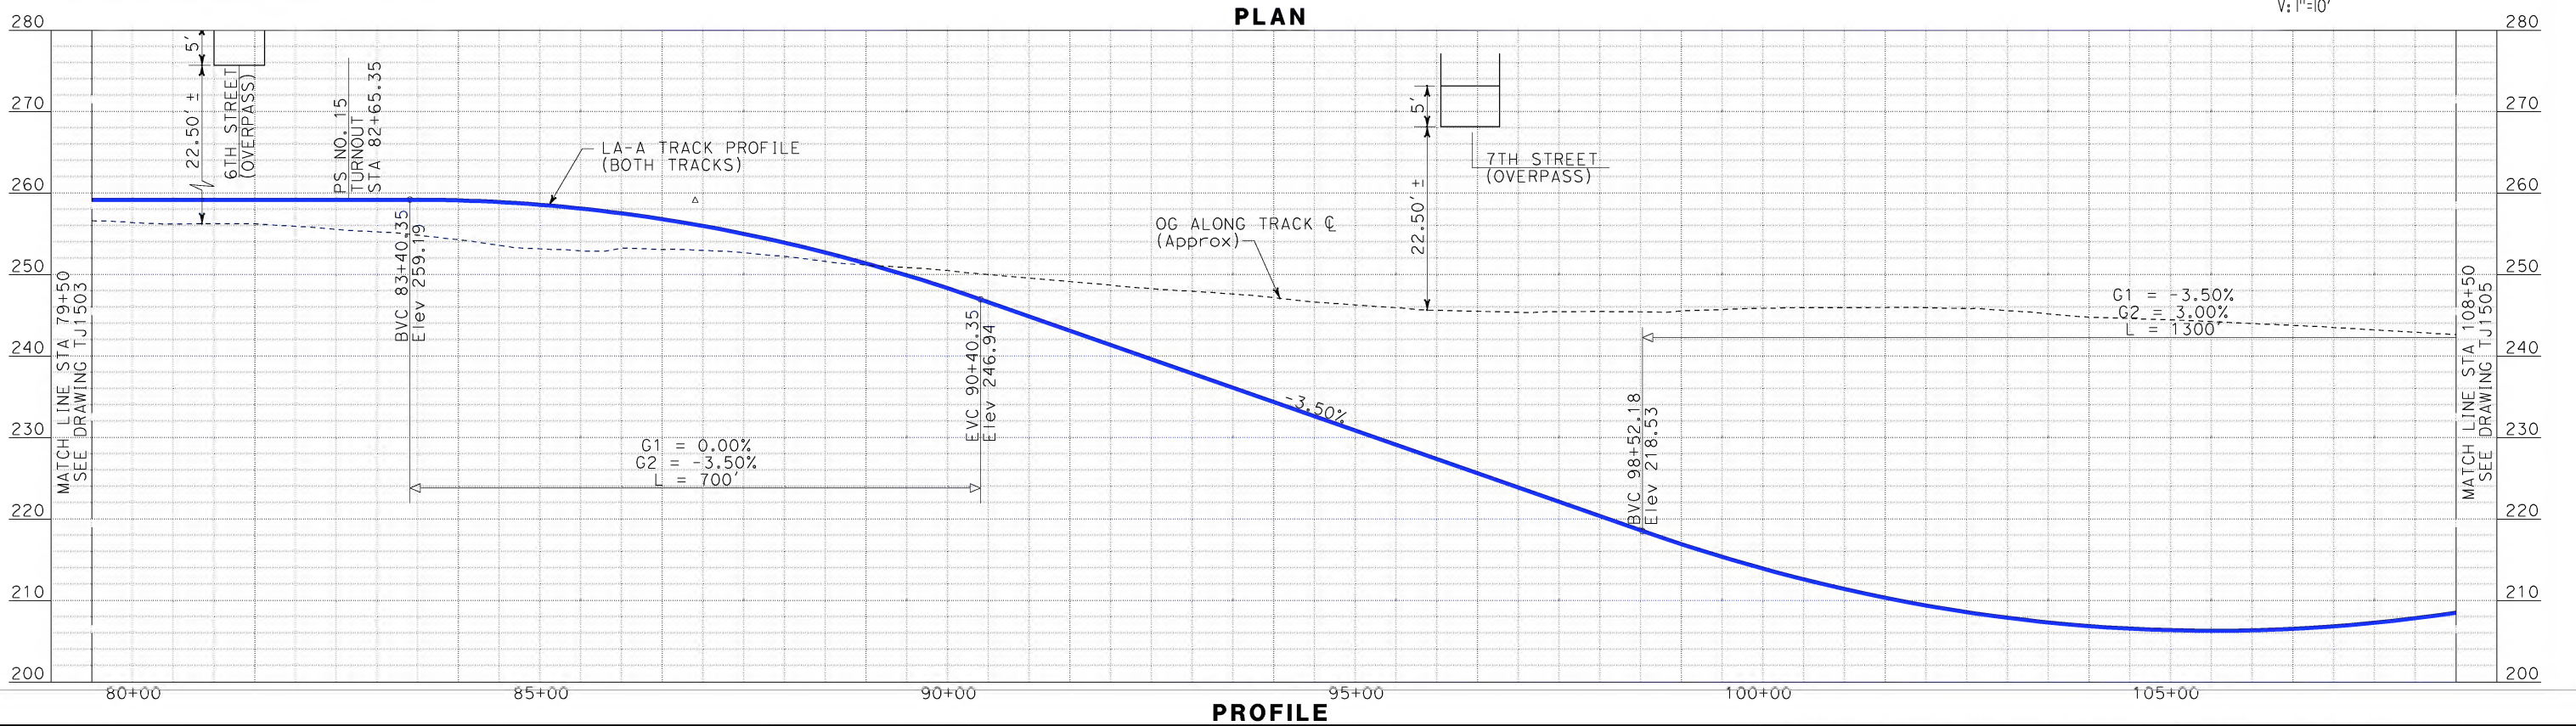 PLAN
V: 1"=10'
280
270
260
250
240
230
220
210
200
280
270
260
250
240
230
220
210
200
MATCH LINE STA 79+50
SEE DRAWING TJ1503
5'
22.50' ±
6TH STREET
(OVERPASS)
PS NO. 15
TURNOUT
STA 82+65.35
LA-A TRACK PROFILE
(BOTH TRACKS)
BVC 83+40.35
Elev 259.19
G1 = 0.00%
G2 = -3.50%
L = 700'
EVC 90+40.35
Elev 246.94
OG ALONG TRACK ℄
(Approx)
5'
22.50' ±
7TH STREET
(OVERPASS)
-3.50%
BVC 98+52.18
Elev 218.53
G1 = -3.50%
G2 = 3.00%
L = 1300'
MATCH LINE STA 108+50
SEE DRAWING TJ1505
80+00
85+00
90+00
95+00
100+00
105+00
PROFILE